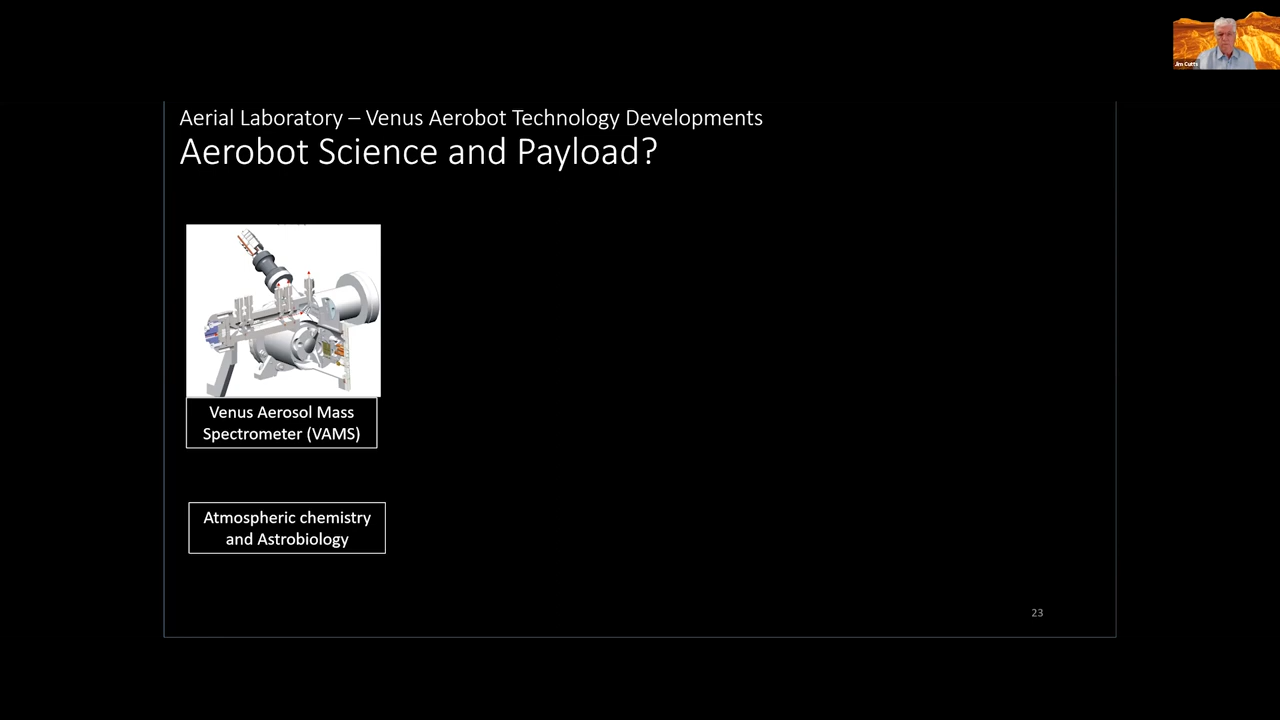 Jim Cutts
Aerial Laboratory – Venus Aerobot Technology Developments
Aerobot Science and Payload?
Venus Aerosol Mass
Spectrometer (VAMS)
Atmospheric chemistry
and Astrobiology
23